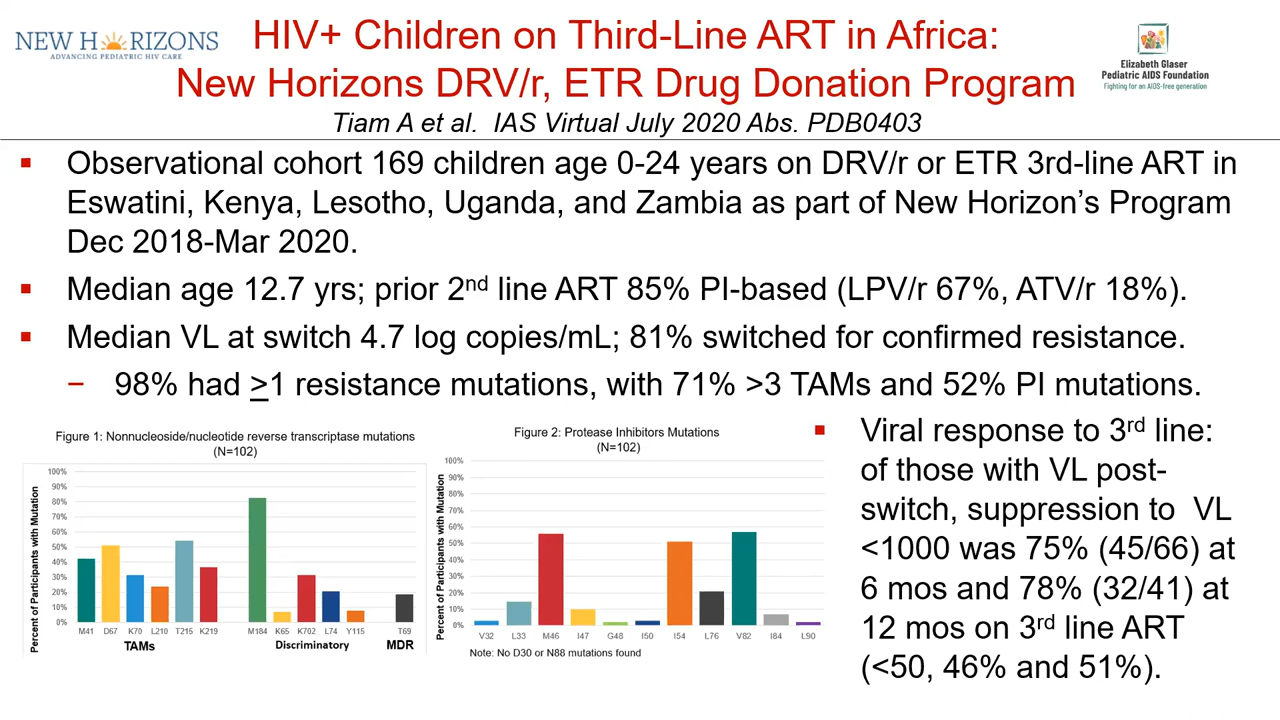 NEW HORIZONS
ADVANCING PEDIATRIC HIV CARE
HIV+ Children on Third-Line ART in Africa:
New Horizons DRV/r, ETR Drug Donation Program
Elizabeth Glaser
Pediatric AIDS Foundation
Fighting for an AIDS-free generation
Tiam A et al. IAS Virtual July 2020 Abs. PDB0403
▪ Observational cohort 169 children age 0-24 years on DRV/r or ETR 3rd-line ART in
Eswatini, Kenya, Lesotho, Uganda, and Zambia as part of New Horizon’s Program
Dec 2018-Mar 2020.
▪ Median age 12.7 yrs; prior 2nd line ART 85% PI-based (LPV/r 67%, ATV/r 18%).
▪ Median VL at switch 4.7 log copies/mL; 81% switched for confirmed resistance.
− 98% had >1 resistance mutations, with 71% >3 TAMs and 52% PI mutations.
Figure 1: Nonnucleoside/nucleotide reverse transcriptase mutations
(N=102)
Percent of Participants with Mutation
100%
90%
80%
70%
60%
50%
40%
30%
20%
10%
0%
M41 D67 K70 L210 T215 K219 M184 K65 K702 L74 Y115 T69
TAMs Discriminatory MDR
Figure 2: Protease Inhibitors Mutations
(N=102)
Percent of Participants with Mutation
100%
90%
80%
70%
60%
50%
40%
30%
20%
10%
0%
V32 L33 M46 I47 G48 I50 I54 L76 V82 I84 L90
Note: No D30 or N88 mutations found
▪ Viral response to 3rd line:
of those with VL post-
switch, suppression to VL
<1000 was 75% (45/66) at
6 mos and 78% (32/41) at
12 mos on 3rd line ART
(<50, 46% and 51%).